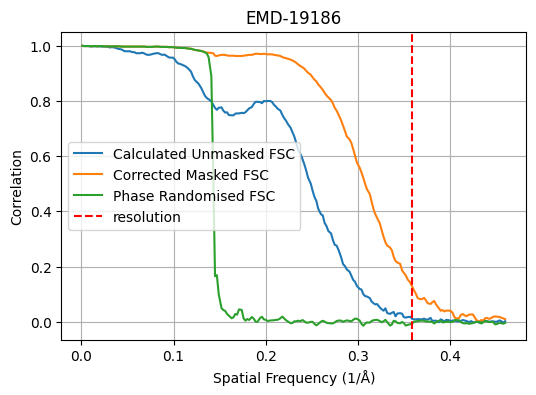 EMD-19186
Correlation
1.0
0.8
0.6
0.4
0.2
0.0
Calculated Unmasked FSC
Corrected Masked FSC
Phase Randomised FSC
resolution
0.0 0.1 0.2 0.3 0.4
Spatial Frequency (1/Å)